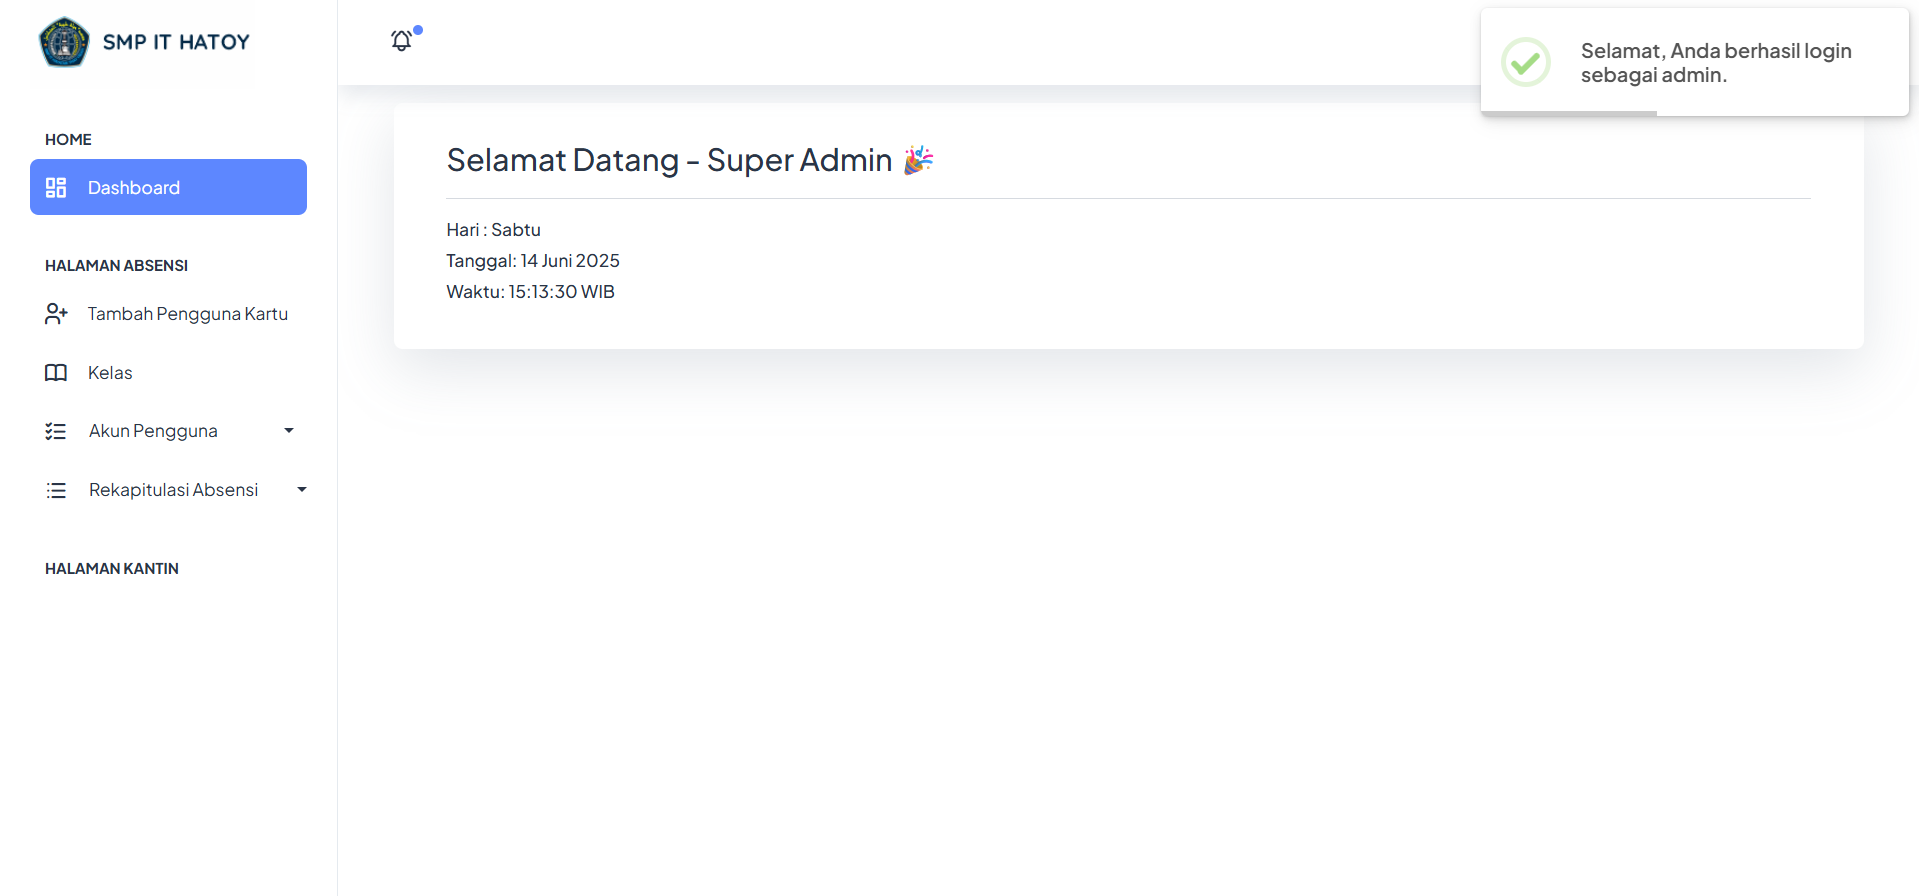 SMP IT HATOY
HOME
Dashboard
HALAMAN ABSENSI
Tambah Pengguna Kartu
Kelas
Akun Pengguna
Rekapitulasi Absensi
HALAMAN KANTIN
Selamat, Anda berhasil login
sebagai admin.
Selamat Datang - Super Admin 🎉
Hari : Sabtu
Tanggal: 14 Juni 2025
Waktu: 15:13:30 WIB